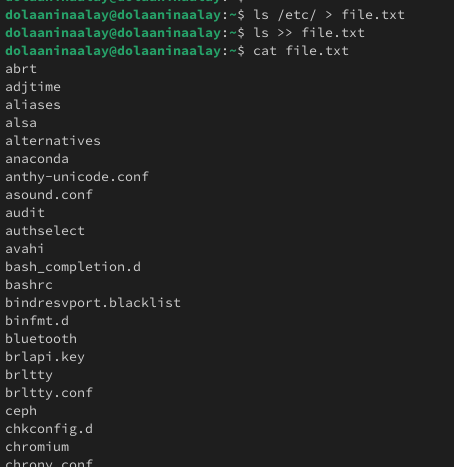 dolaaninaalay@dolaaninaalay:~$ ls /etc/ > file.txt
dolaaninaalay@dolaaninaalay:~$ ls >> file.txt
dolaaninaalay@dolaaninaalay:~$ cat file.txt
abrt
adjtime
aliases
alsa
alternatives
anaconda
anthy-unicode.conf
asound.conf
audit
authselect
avahi
bash_completion.d
bashrc
bindresvport.blacklist
binfmt.d
bluetooth
brlapi.key
brltty
brltty.conf
ceph
chkconfig.d
chromium
chrony.conf